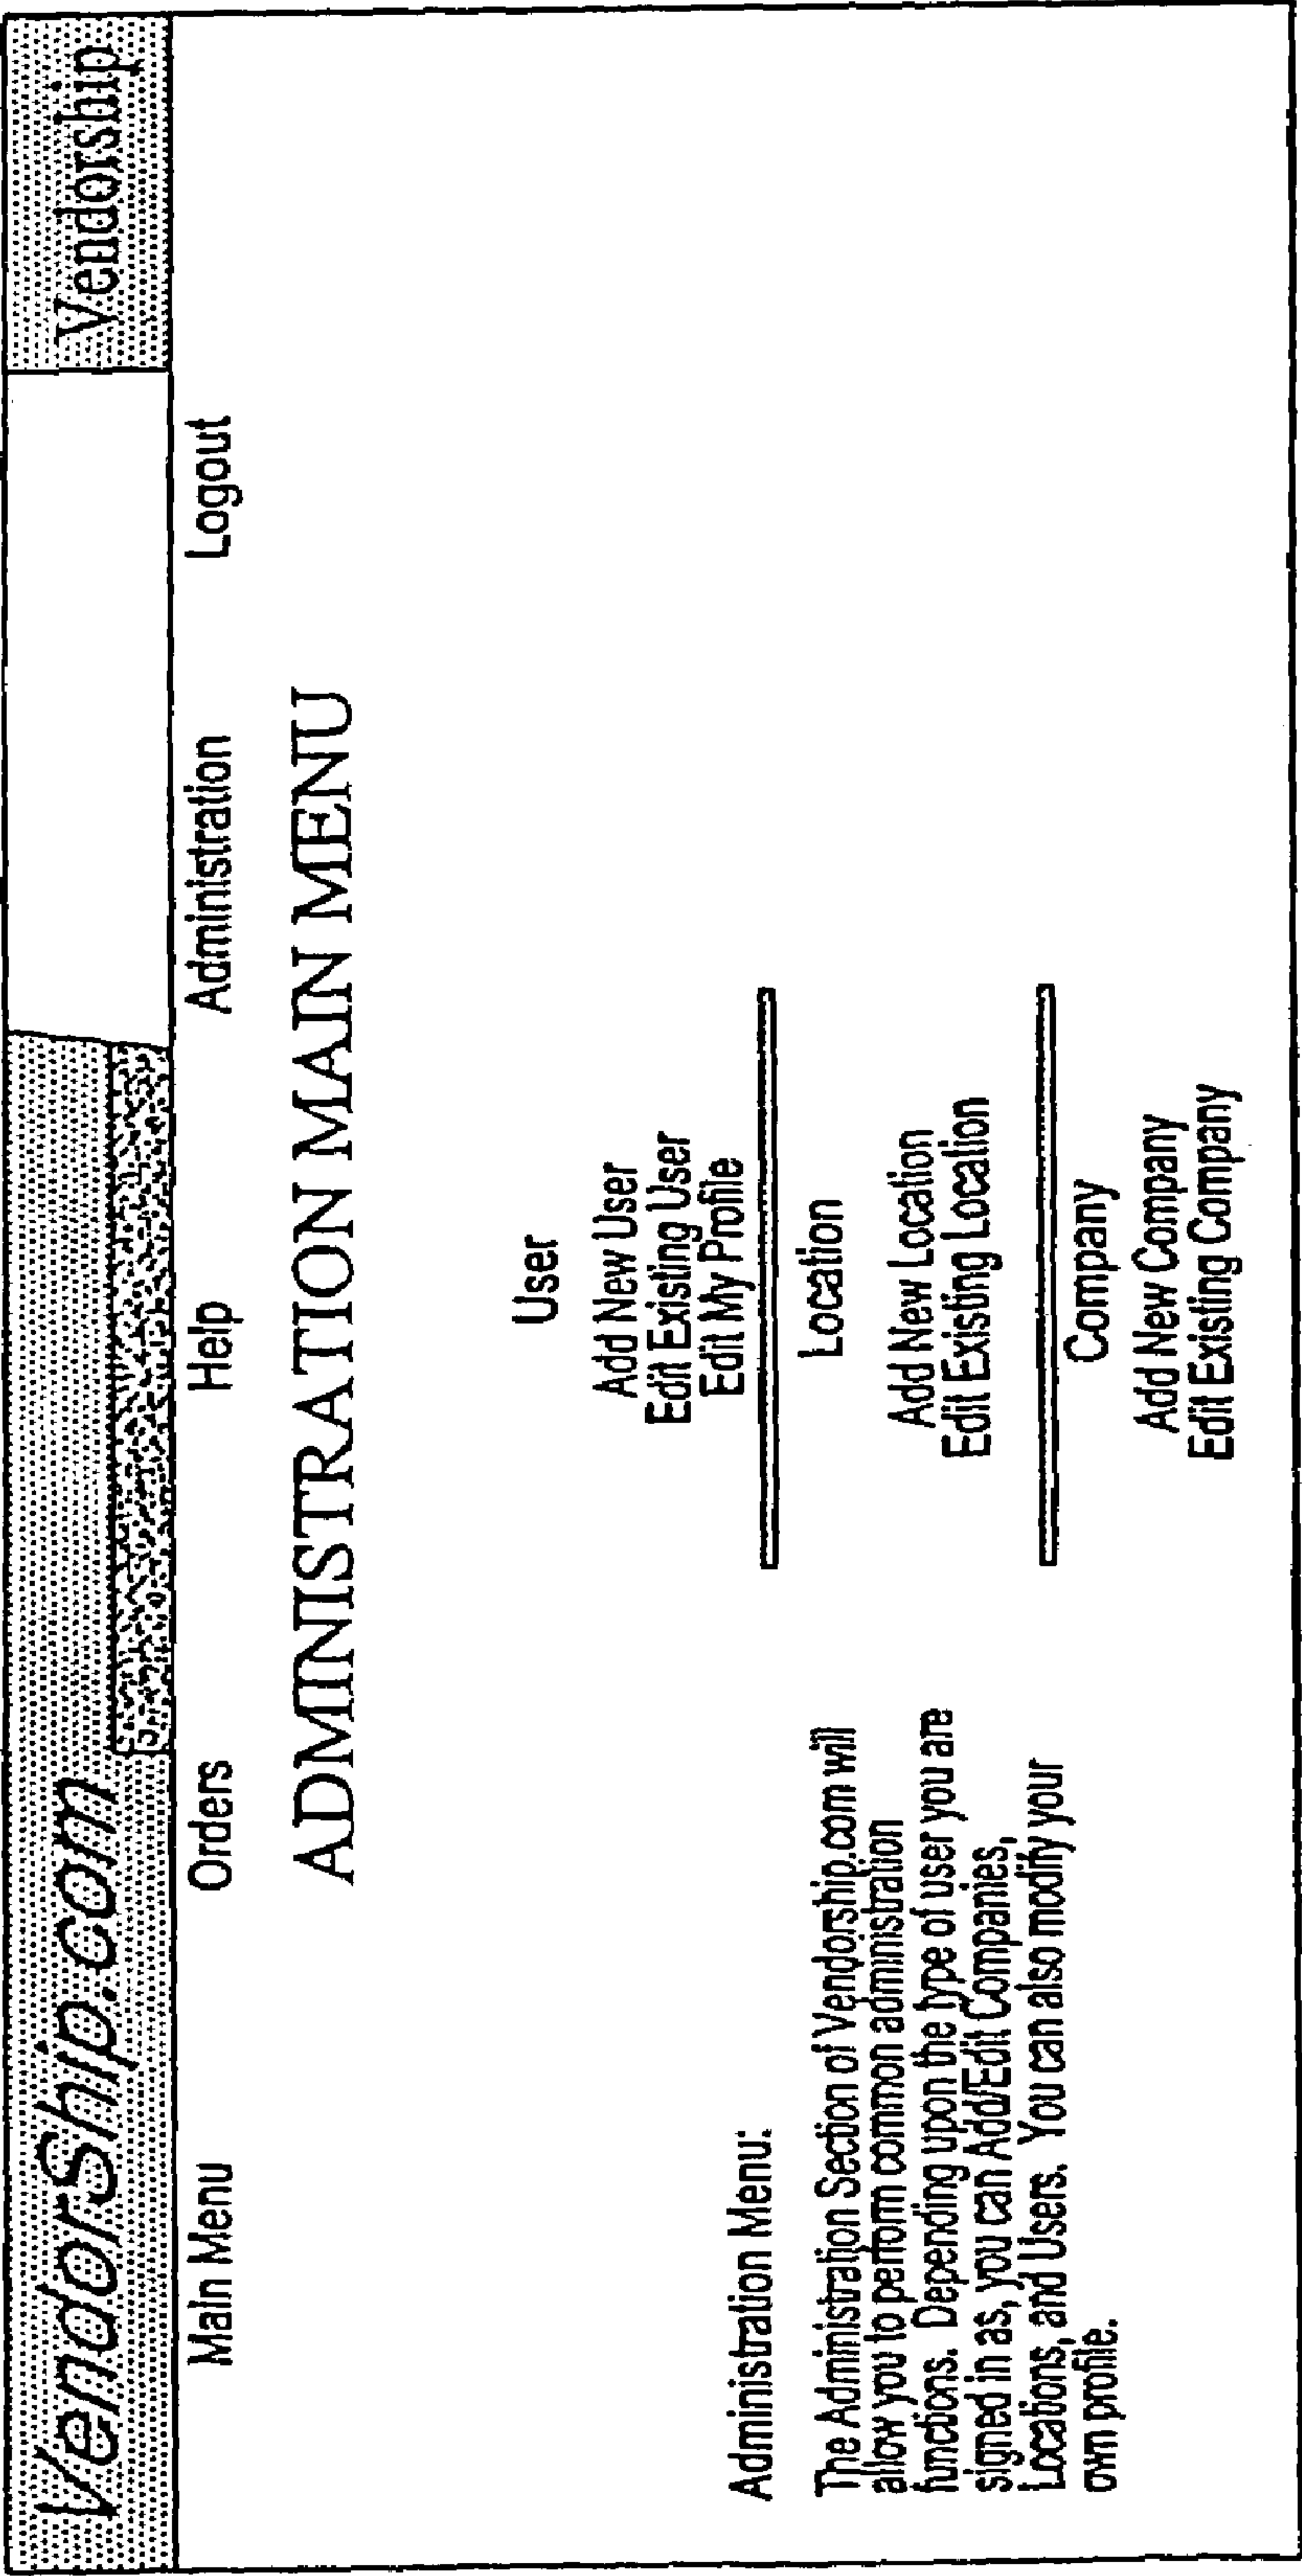 VendorShip.com
Vendorship
Main Menu Orders Help Administration Logout
ADMINISTRATION MAIN MENU
Administration Menu:
The Administration Section of Vendorship.com will
allow you to perform common administration
functions. Depending upon the type of user you are
signed in as, you can Add/Edit Companies,
Locations, and Users. You can also modify your
own profile.
User
Add New User
Edit Existing User
Edit My Profile
Location
Add New Location
Edit Existing Location
Company
Add New Company
Edit Existing Company